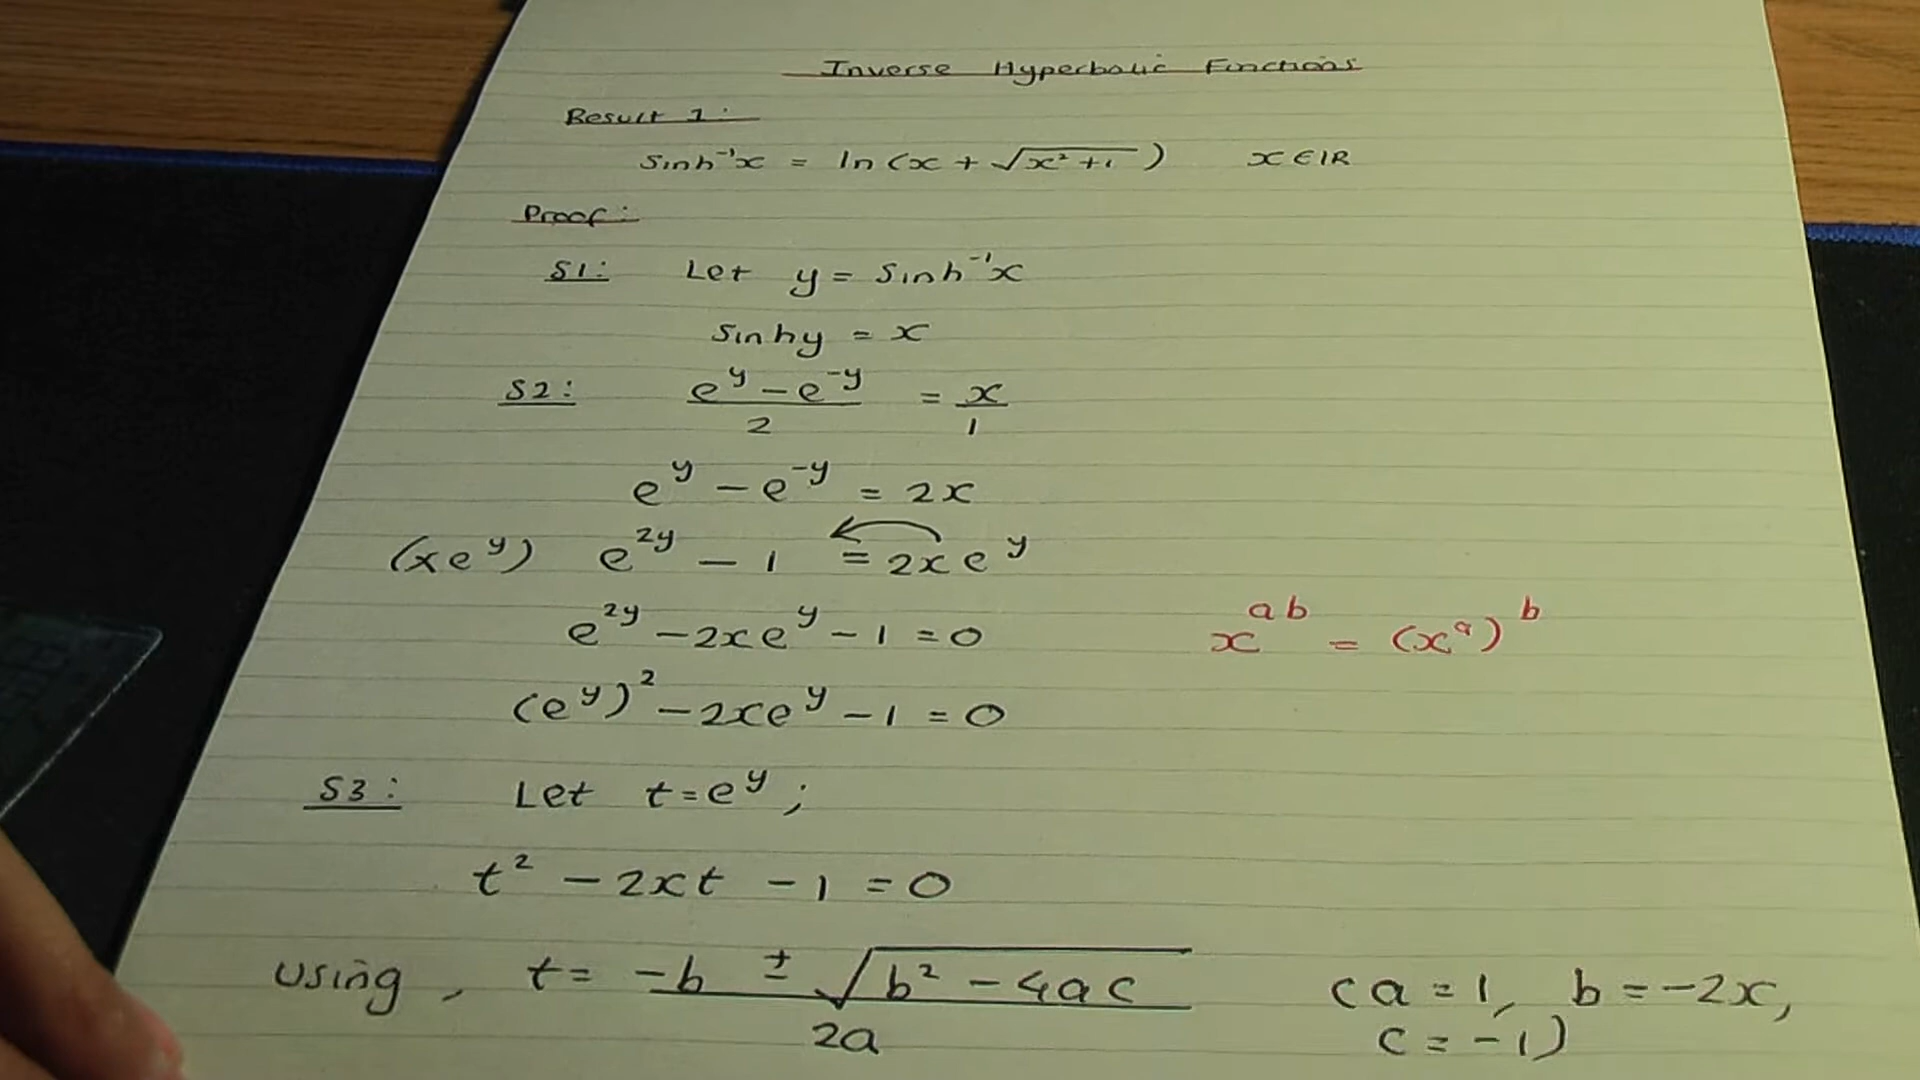 Inverse Hyperbolic Functions
Result 1:
sinh⁻¹x = ln(x + √(x² + 1)) x ∈ ℝ
Proof:
S1: Let y = sinh⁻¹x
sinhy = x
S2: (e^y − e^−y)/2 = x/1
e^y − e^−y = 2x
(×e^y) e^2y − 1 = 2xe^y
e^2y − 2xe^y − 1 = 0 x^ab = (x^a)^b
(e^y)² − 2xe^y − 1 = 0
S3: Let t = e^y ;
t² − 2xt − 1 = 0
using, t = (−b ± √(b² − 4ac))/2a (a = 1, b = −2x,
c = −1)